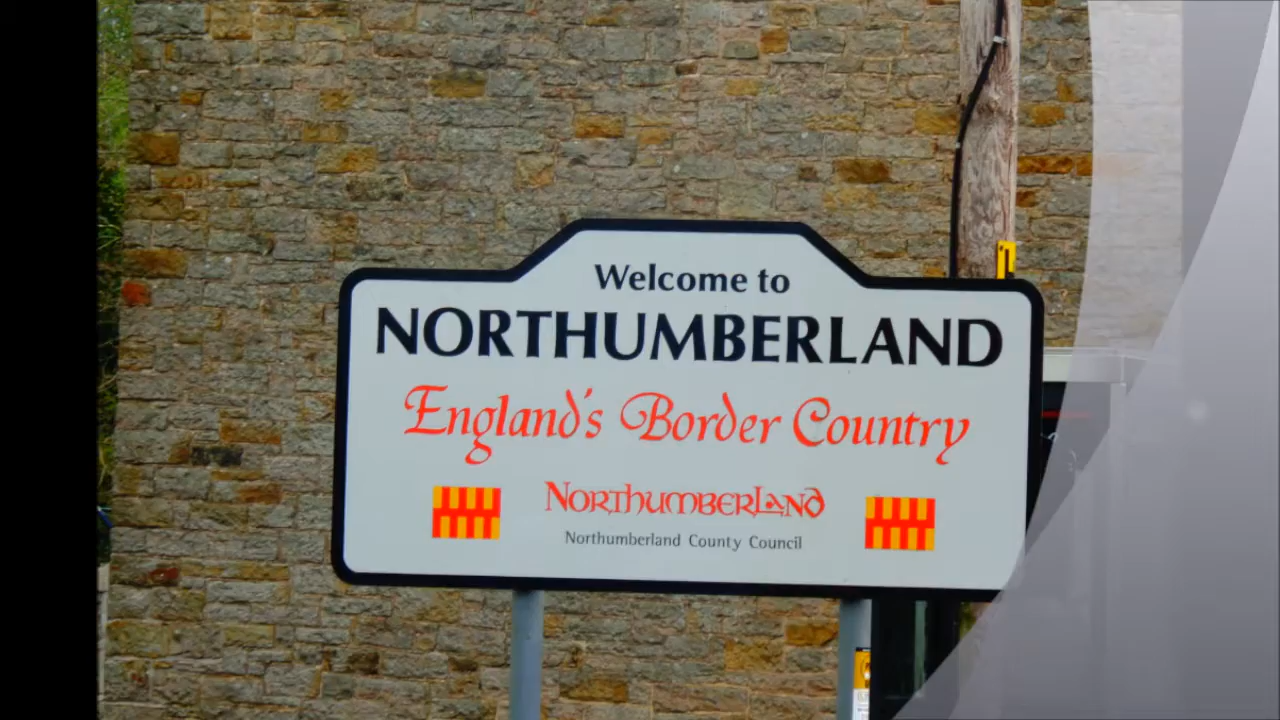 Welcome to
NORTHUMBERLAND
England's Border Country
NORTHUMBERLAND
Northumberland County Council